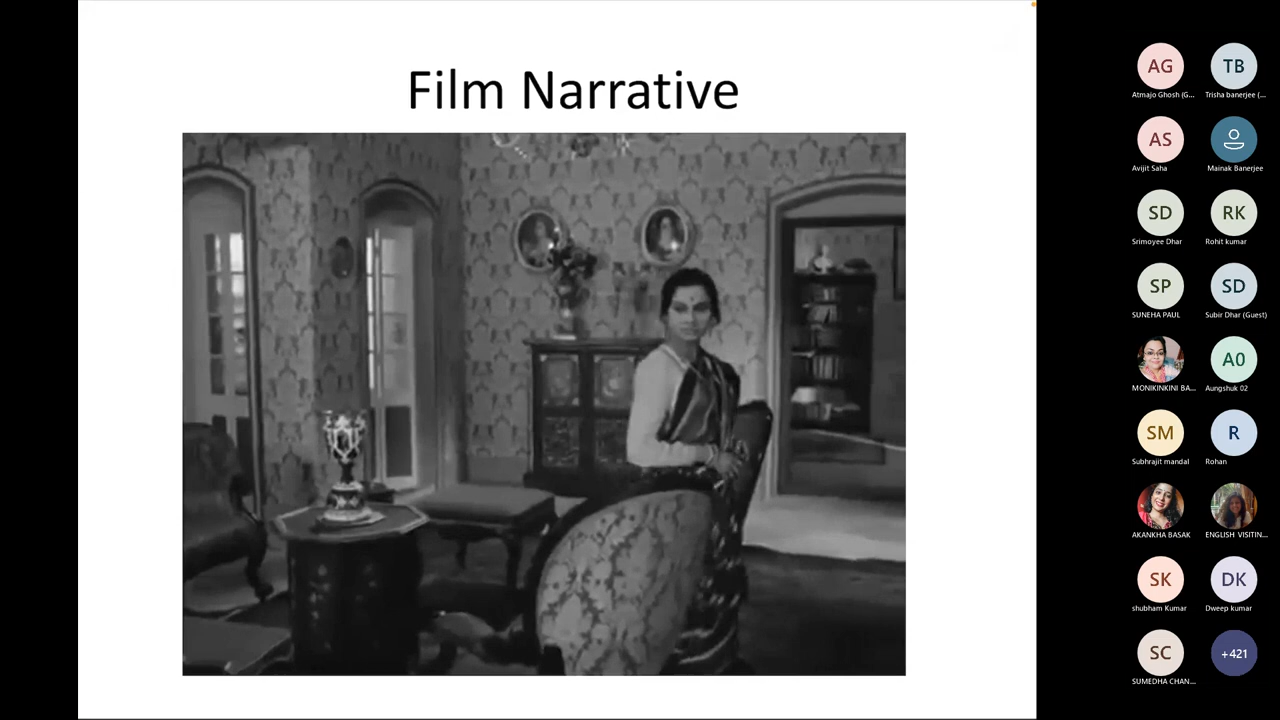 Film Narrative
AG
TB
Atmajo Ghosh (G...
Trisha banerjee (...
AS
Avijit Saha
Mainak Banerjee
SD
RK
Srimoyee Dhar
Rohit kumar
SP
SD
SUNEHA PAUL
Subir Dhar (Guest)
A0
MONIKINKINI BA...
Aungshuk 02
SM
R
Subhrajit mandal
Rohan
AKANKHA BASAK
ENGLISH VISITIN...
SK
DK
shubham Kumar
Dweep kumar
SC
+421
SUMEDHA CHAN...